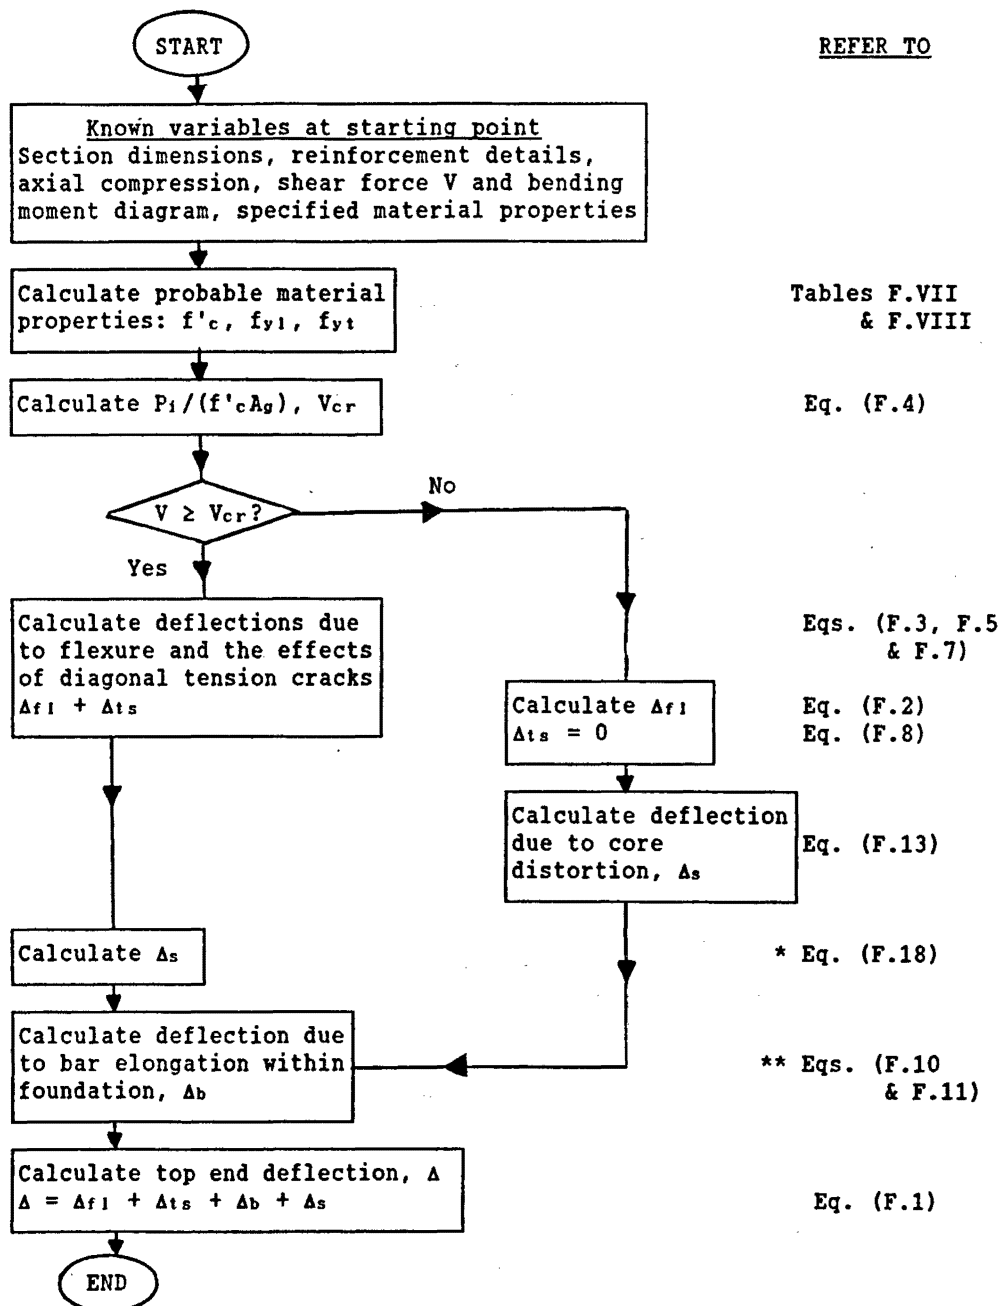 START
REFER TO
Known variables at starting point
Section dimensions, reinforcement details,
axial compression, shear force V and bending
moment diagram, specified material properties
Calculate probable material
properties: f'c, fyl, fyt
Tables F.VII
& F.VIII
Calculate Pi/(f'cAg), Vcr
Eq. (F.4)
V ≥ Vcr?
No
Yes
Calculate deflections due
to flexure and the effects
of diagonal tension cracks
Δfl + Δts
Eqs. (F.3, F.5
& F.7)
Calculate Δfl
Δts = 0
Eq. (F.2)
Eq. (F.8)
Calculate deflection
due to core
distortion, Δs
Eq. (F.13)
Calculate Δs
* Eq. (F.18)
Calculate deflection due
to bar elongation within
foundation, Δb
** Eqs. (F.10
& F.11)
Calculate top end deflection, Δ
Δ = Δfl + Δts + Δb + Δs
Eq. (F.1)
END